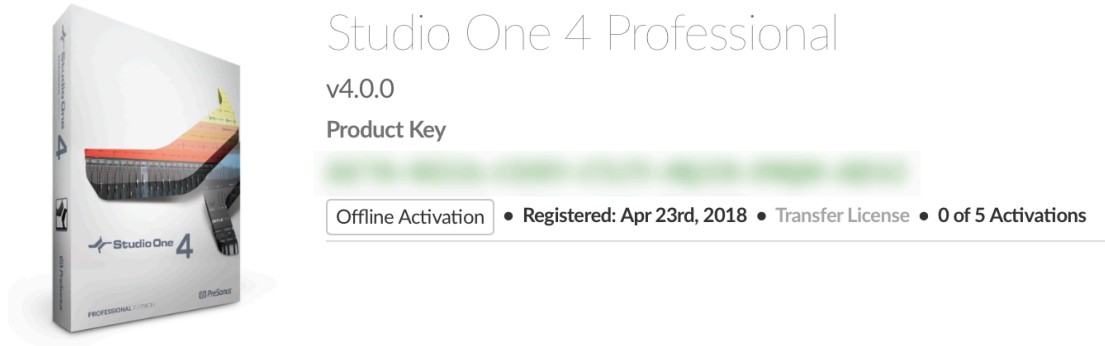 Studio One 4 Professional
v4.0.0
Product Key
Offline Activation • Registered: Apr 23rd, 2018 • Transfer License • 0 of 5 Activations
Studio One 4
Studio One 4
PreSonus
PROFESSIONAL VERSION